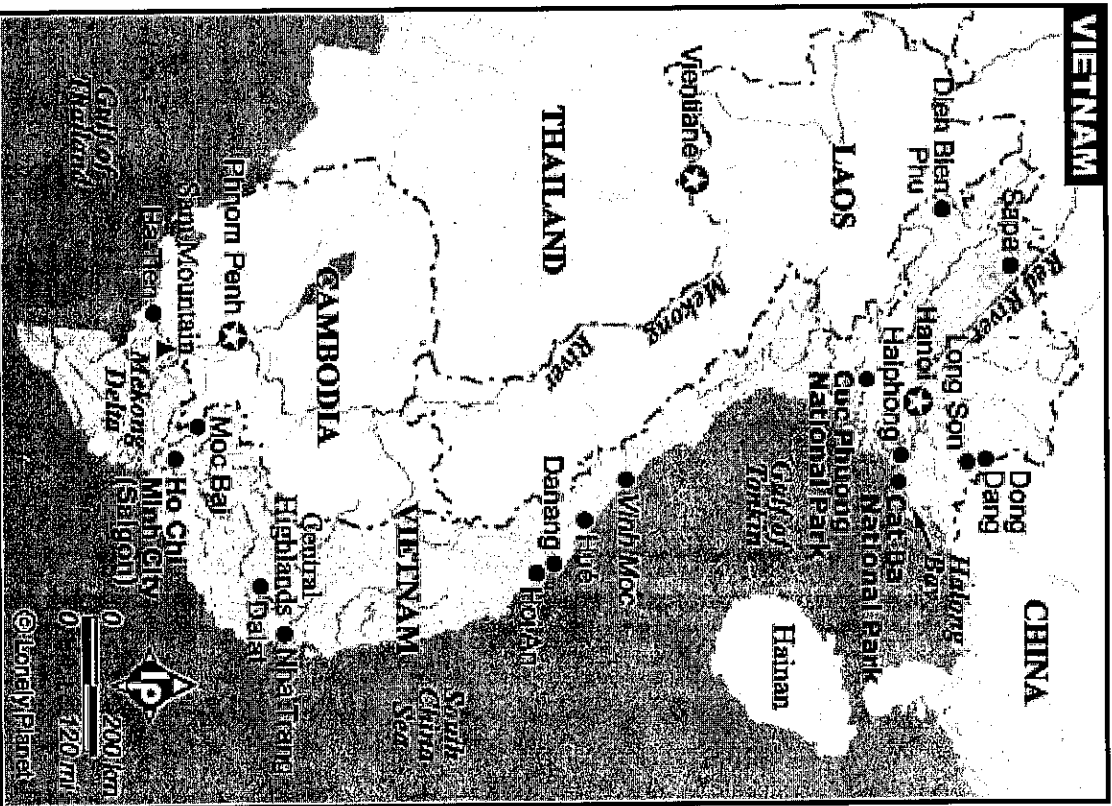 VIETNAM
CHINA
Red River
Sapa
Dong
Dang
Long Son
Dien Bien
Phu
Hanoi
Haiphong
Halong
Bay
Cat Ba
National Park
LAOS
Cuc Phuong
National Park
Hainan
Gulf of
Tonkin
Vientiane
Mekong
River
Vinh Moc
THAILAND
Hué
Danang
Hoi An
South
China
Sea
VIETNAM
CAMBODIA
Central
Highlands
Nha Trang
Dalat
Phnom Penh
Moc Bai
Sam Mountain
Ho Chi
Minh City
(Saigon)
Ha Tien
Mekong
Delta
Gulf of
Thailand
lp
0 200 km
0 120 mi
© Lonely Planet